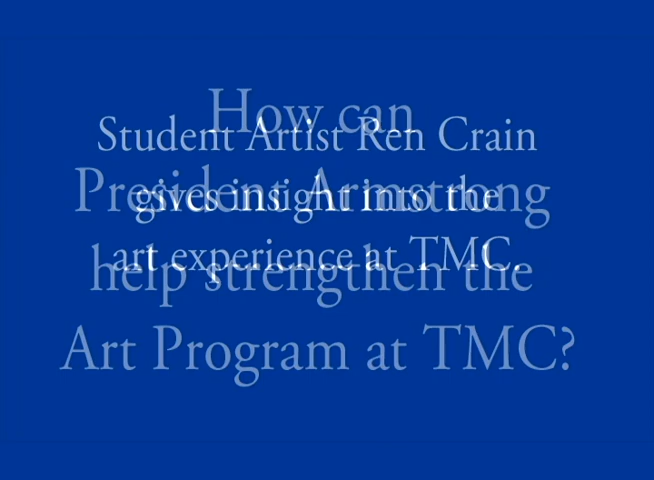 How can
Student Artist Ren Crain
President Armstrong
gives insight into the
art experience at TMC.
help strengthen the
Art Program at TMC?